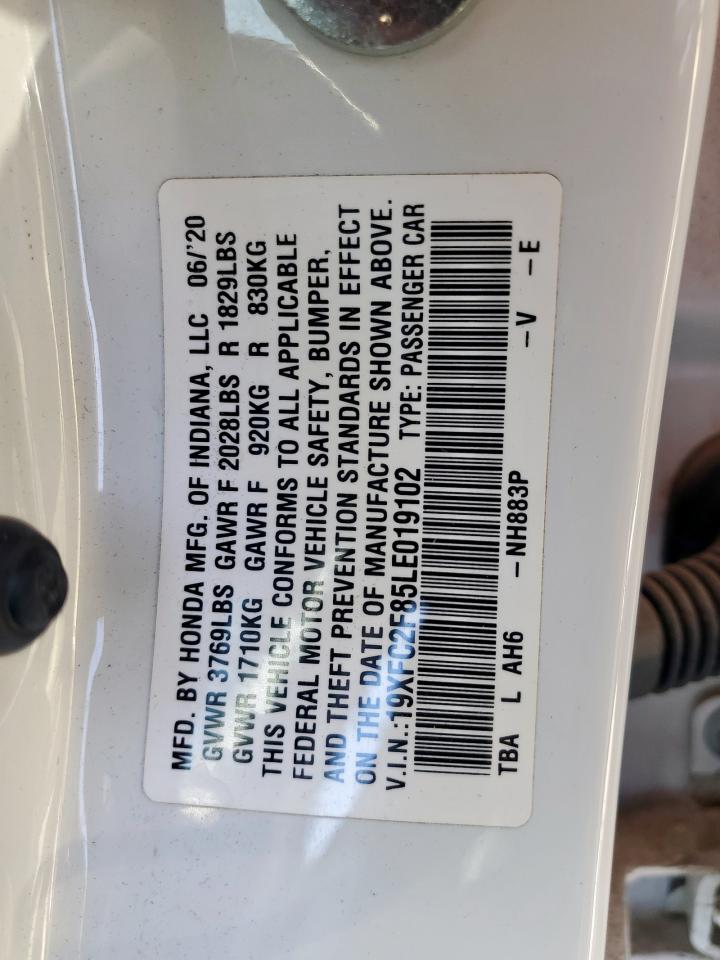 MFD. BY HONDA MFG. OF INDIANA, LLC 06/'20
GVWR 3769LBS GAWR F 2028LBS R 1829LBS
GVWR 1710KG GAWR F 920KG R 830KG
THIS VEHICLE CONFORMS TO ALL APPLICABLE
FEDERAL MOTOR VEHICLE SAFETY, BUMPER,
AND THEFT PREVENTION STANDARDS IN EFFECT
ON THE DATE OF MANUFACTURE SHOWN ABOVE.
V.I.N.:19XFC2F85LE019102 TYPE: PASSENGER CAR
TBA L AH6 -NH883P -V -E